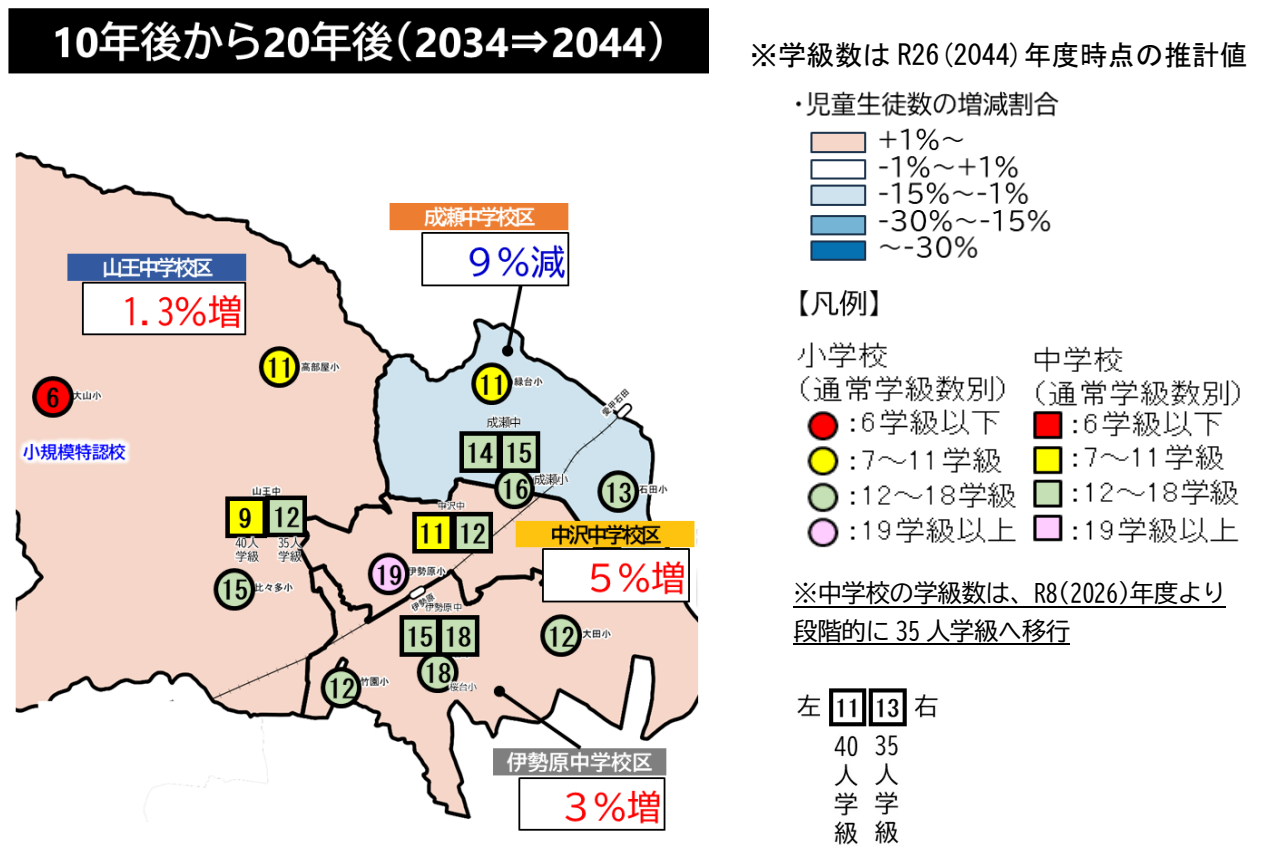 10年後から20年後（2034⇒2044）
※学級数は R26（2044）年度時点の推計値
・児童生徒数の増減割合
+1%～
-1%～+1%
-15%～-1%
-30%～-15%
～-30%
成瀬中学校区
９％減
山王中学校区
1.3%増
11
高部屋小
6
大山小
小規模特認校
11
緑台小
愛甲石田
成瀬中
14 15
16
成瀬小
13
石田小
山王中
9 12
40人
学級
35人
学級
中沢中
11 12
中沢中学校区
５％増
19
伊勢原小
15
比々多小
伊勢原
伊勢原中
15 18
18
桜台小
12
大田小
12
竹園小
伊勢原中学校区
３％増
【凡例】
小学校
（通常学級数別）
:6学級以下
:7～11学級
:12～18学級
:19学級以上
中学校
（通常学級数別）
:6学級以下
:7～11学級
:12～18学級
:19学級以上
※中学校の学級数は、R8（2026）年度より
段階的に 35 人学級へ移行
左 11 13 右
40人学級
35人学級